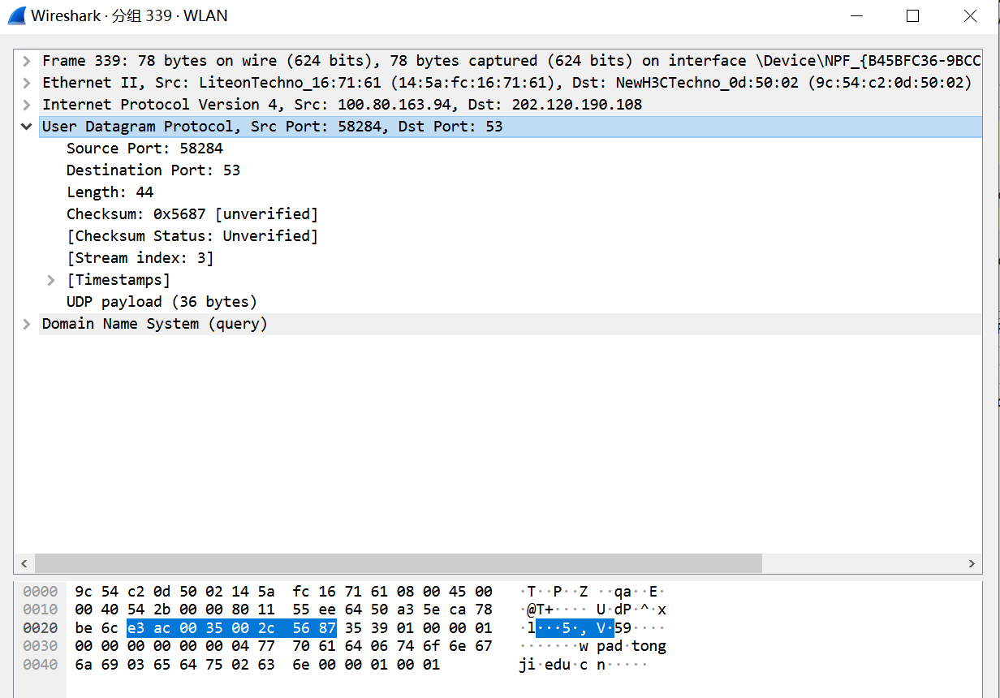 Wireshark · 分组 339 · WLAN
Frame 339: 78 bytes on wire (624 bits), 78 bytes captured (624 bits) on interface \Device\NPF_{B45BFC36-9BCC
Ethernet II, Src: LiteonTechno_16:71:61 (14:5a:fc:16:71:61), Dst: NewH3CTechno_0d:50:02 (9c:54:c2:0d:50:02)
Internet Protocol Version 4, Src: 100.80.163.94, Dst: 202.120.190.108
User Datagram Protocol, Src Port: 58284, Dst Port: 53
Source Port: 58284
Destination Port: 53
Length: 44
Checksum: 0x5687 [unverified]
[Checksum Status: Unverified]
[Stream index: 3]
[Timestamps]
UDP payload (36 bytes)
Domain Name System (query)
0000 9c 54 c2 0d 50 02 14 5a fc 16 71 61 08 00 45 00 ·T··P··Z ··qa··E·
0010 00 40 54 2b 00 00 80 11 55 ee 64 50 a3 5e ca 78 ·@T+···· U·dP·^·x
0020 be 6c e3 ac 00 35 00 2c 56 87 35 39 01 00 00 01 ·l···5·, V·59····
0030 00 00 00 00 00 00 04 77 70 61 64 06 74 6f 6e 67 ·······w pad·tong
0040 6a 69 03 65 64 75 02 63 6e 00 00 01 00 01 ji·edu·c n·····